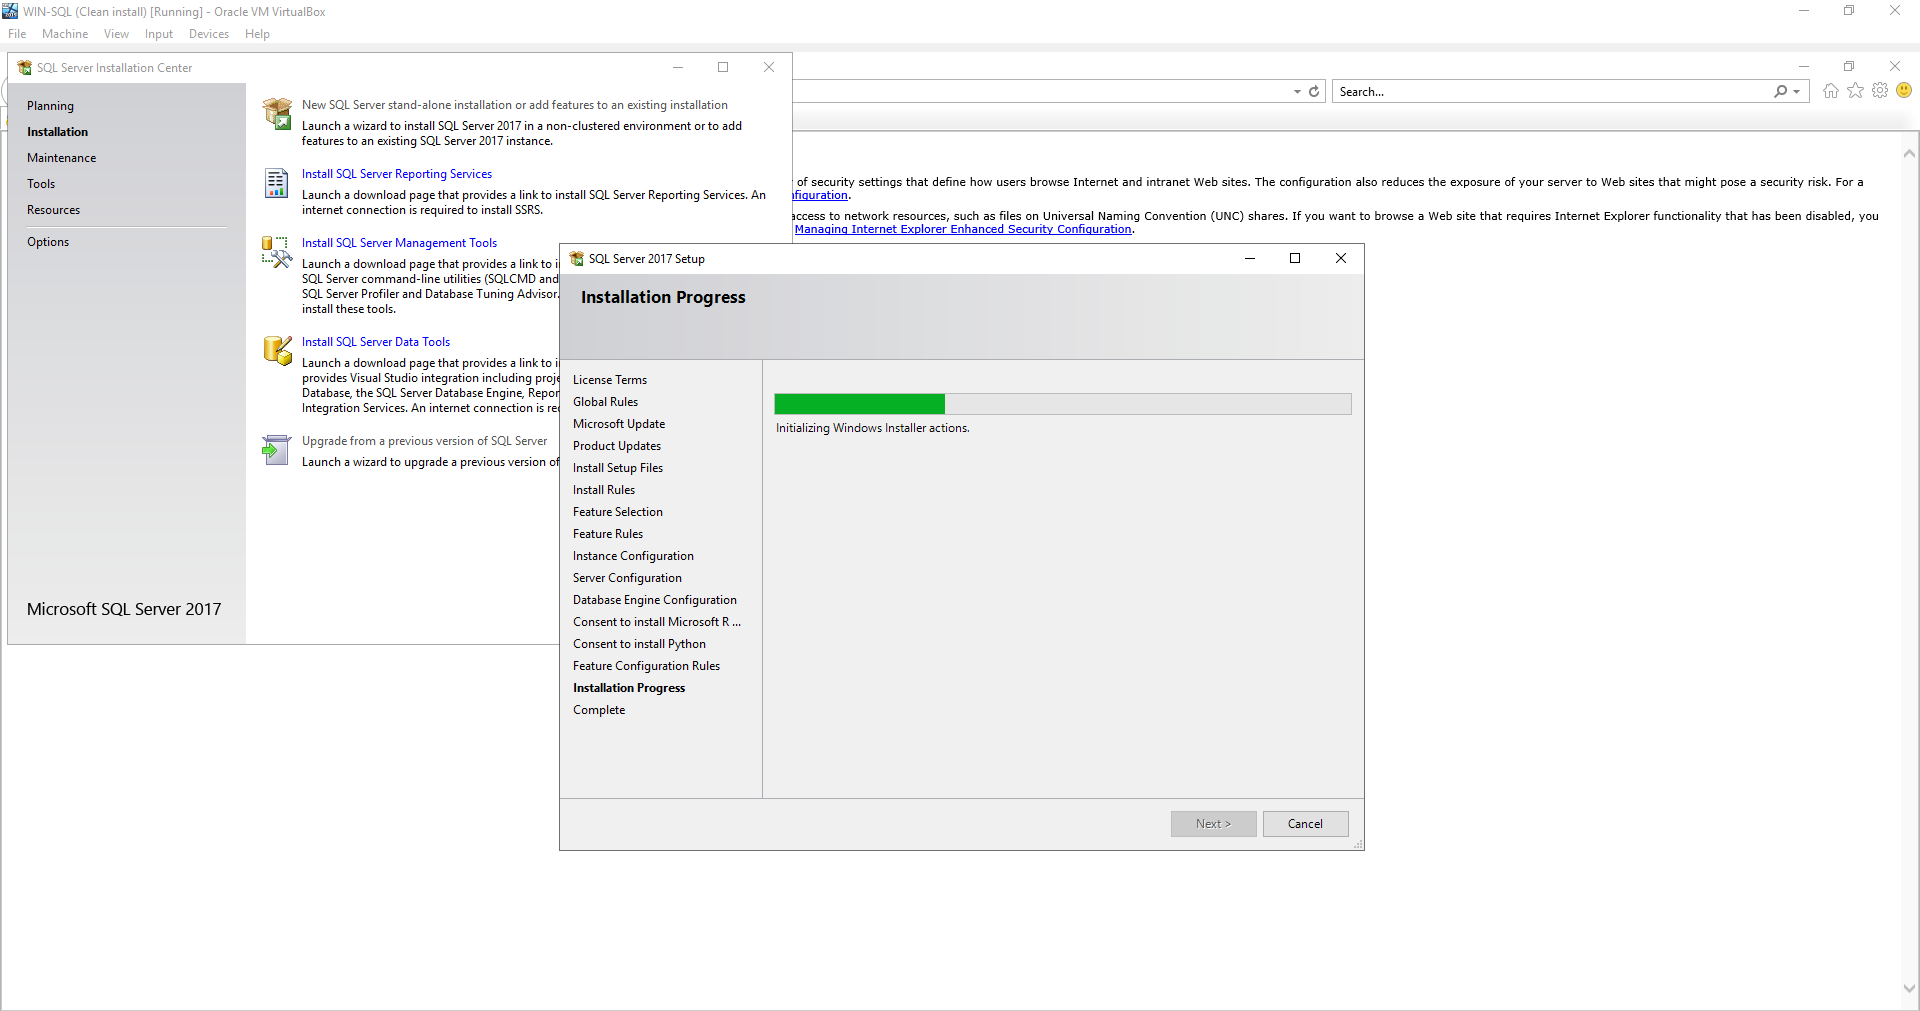 WIN-SQL (Clean install) [Running] - Oracle VM VirtualBox
File Machine View Input Devices Help
SQL Server Installation Center
Planning
Installation
Maintenance
Tools
Resources
Options
Microsoft SQL Server 2017
New SQL Server stand-alone installation or add features to an existing installation
Launch a wizard to install SQL Server 2017 in a non-clustered environment or to add
features to an existing SQL Server 2017 instance.
Install SQL Server Reporting Services
Launch a download page that provides a link to install SQL Server Reporting Services. An
internet connection is required to install SSRS.
Install SQL Server Management Tools
Launch a download page that provides a link to i
SQL Server command-line utilities (SQLCMD and
SQL Server Profiler and Database Tuning Advisor.
install these tools.
Install SQL Server Data Tools
Launch a download page that provides a link to i
provides Visual Studio integration including proje
Database, the SQL Server Database Engine, Repor
Integration Services. An internet connection is re
Upgrade from a previous version of SQL Server
Launch a wizard to upgrade a previous version of
Search...
of security settings that define how users browse Internet and intranet Web sites. The configuration also reduces the exposure of your server to Web sites that might pose a security risk. For a
figuration.
access to network resources, such as files on Universal Naming Convention (UNC) shares. If you want to browse a Web site that requires Internet Explorer functionality that has been disabled, you
Managing Internet Explorer Enhanced Security Configuration.
SQL Server 2017 Setup
Installation Progress
License Terms
Global Rules
Microsoft Update
Product Updates
Install Setup Files
Install Rules
Feature Selection
Feature Rules
Instance Configuration
Server Configuration
Database Engine Configuration
Consent to install Microsoft R ...
Consent to install Python
Feature Configuration Rules
Installation Progress
Complete
Initializing Windows Installer actions.
Next > Cancel